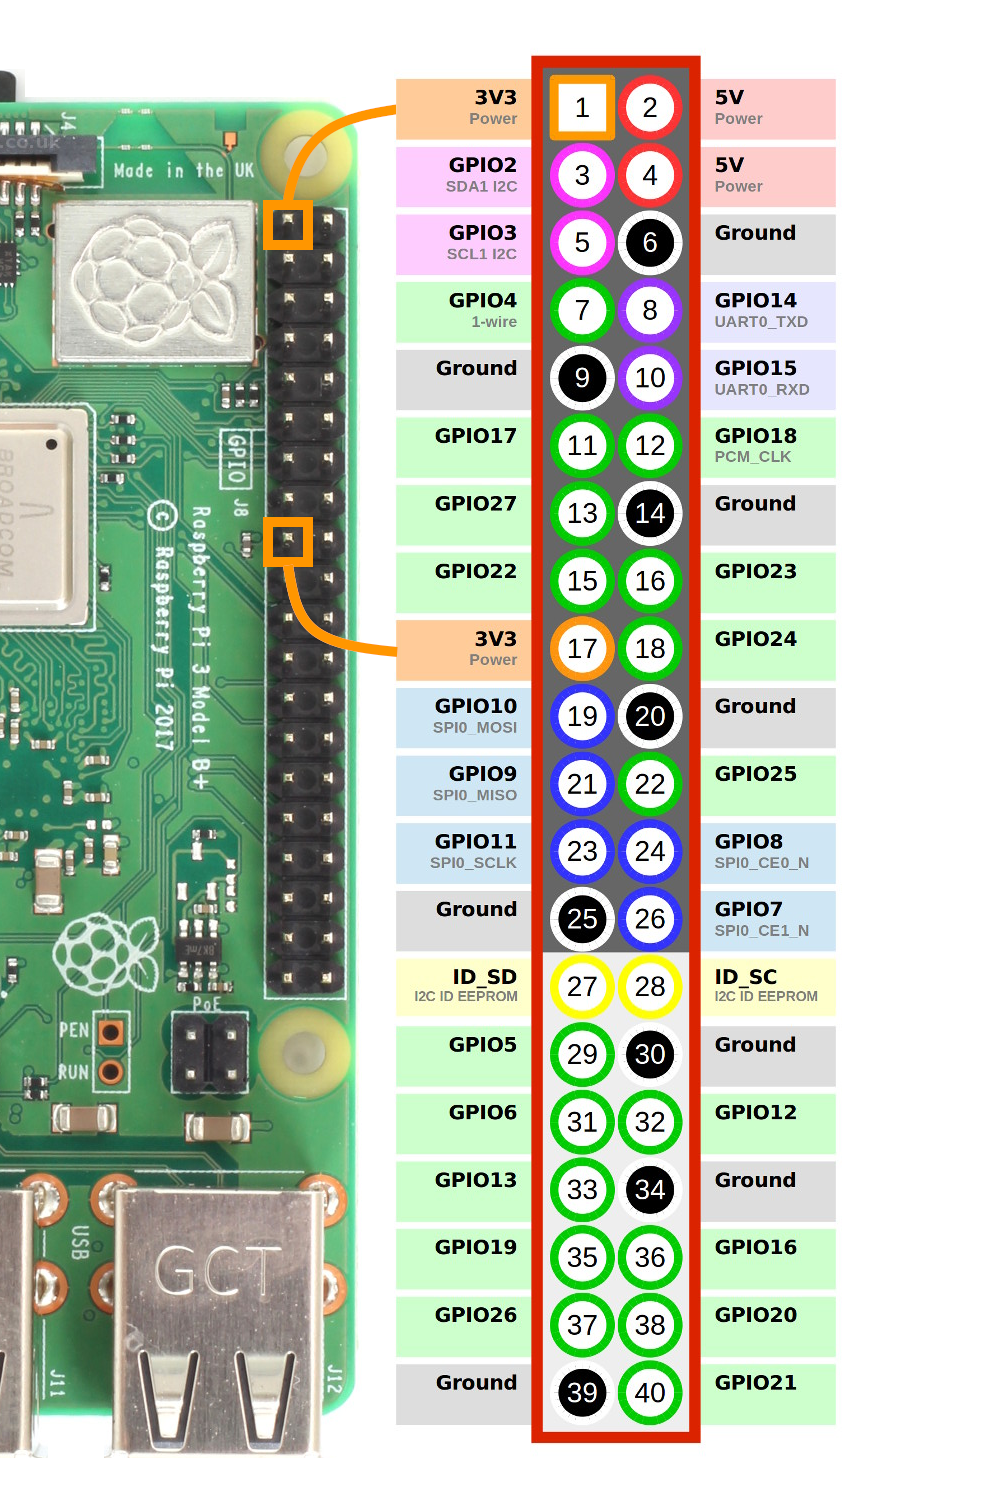 J4
co.uk
Made in the UK
GPIO
J8
BROADCOM
© Raspberry Pi 2017
Raspberry Pi 3 Model B+
PoE
PEN
RUN
USB
GCT
J11
J12
3V3
Power
1
2
5V
Power
GPIO2
SDA1 I2C
3
4
5V
Power
GPIO3
SCL1 I2C
5
6
Ground
GPIO4
1-wire
7
8
GPIO14
UART0_TXD
Ground
9
10
GPIO15
UART0_RXD
GPIO17
11
12
GPIO18
PCM_CLK
GPIO27
13
14
Ground
GPIO22
15
16
GPIO23
3V3
Power
17
18
GPIO24
GPIO10
SPI0_MOSI
19
20
Ground
GPIO9
SPI0_MISO
21
22
GPIO25
GPIO11
SPI0_SCLK
23
24
GPIO8
SPI0_CE0_N
Ground
25
26
GPIO7
SPI0_CE1_N
ID_SD
I2C ID EEPROM
27
28
ID_SC
I2C ID EEPROM
GPIO5
29
30
Ground
GPIO6
31
32
GPIO12
GPIO13
33
34
Ground
GPIO19
35
36
GPIO16
GPIO26
37
38
GPIO20
Ground
39
40
GPIO21